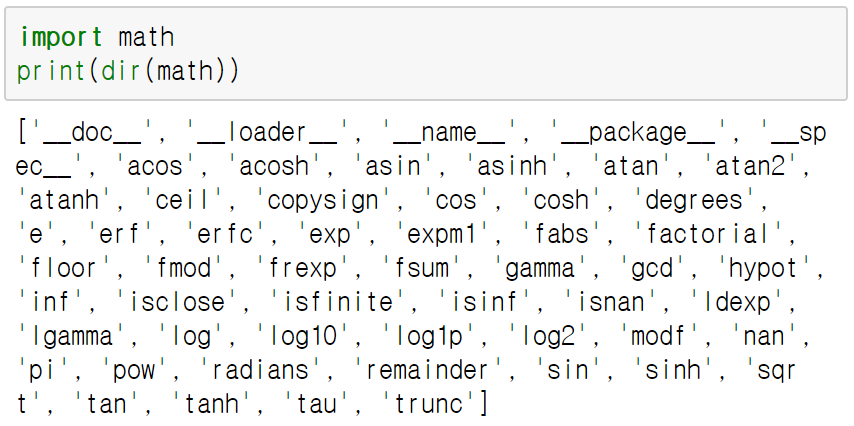 import math
print(dir(math))
['__doc__', '__loader__', '__name__', '__package__', '__sp
ec__', 'acos', 'acosh', 'asin', 'asinh', 'atan', 'atan2',
'atanh', 'ceil', 'copysign', 'cos', 'cosh', 'degrees',
'e', 'erf', 'erfc', 'exp', 'expm1', 'fabs', 'factorial',
'floor', 'fmod', 'frexp', 'fsum', 'gamma', 'gcd', 'hypot',
'inf', 'isclose', 'isfinite', 'isinf', 'isnan', 'ldexp',
'lgamma', 'log', 'log10', 'log1p', 'log2', 'modf', 'nan',
'pi', 'pow', 'radians', 'remainder', 'sin', 'sinh', 'sqr
t', 'tan', 'tanh', 'tau', 'trunc']